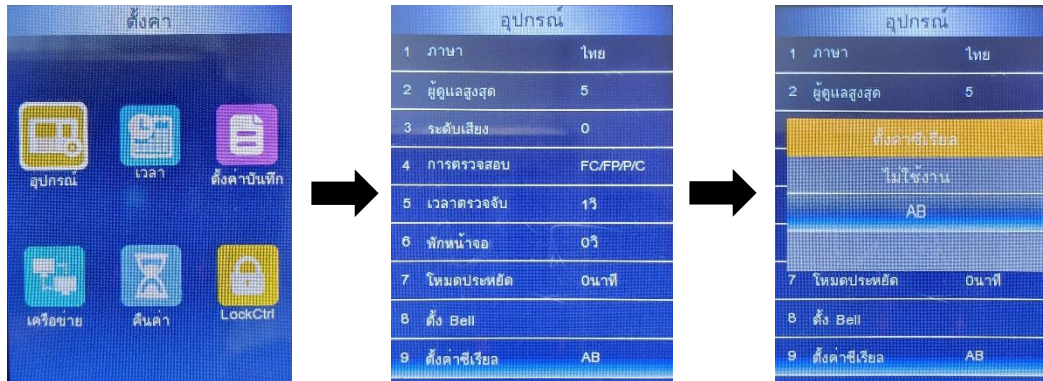 ตั้งค่า
อุปกรณ์
เวลา
ตั้งค่าบันทึก
เครือข่าย
คืนค่า
LockCtrl
อุปกรณ์
1 ภาษา ไทย
2 ผู้ดูแลสูงสุด 5
3 ระดับเสียง 0
4 การตรวจสอบ FC/FP/P/C
5 เวลาตรวจจับ 1วิ
6 พักหน้าจอ 0วิ
7 โหมดประหยัด 0นาที
8 ตั้ง Bell
9 ตั้งค่าซีเรียล AB
อุปกรณ์
1 ภาษา ไทย
2 ผู้ดูแลสูงสุด 5
ตั้งค่าซีเรียล
ไม่ใช้งาน
AB
7 โหมดประหยัด 0นาที
8 ตั้ง Bell
9 ตั้งค่าซีเรียล AB